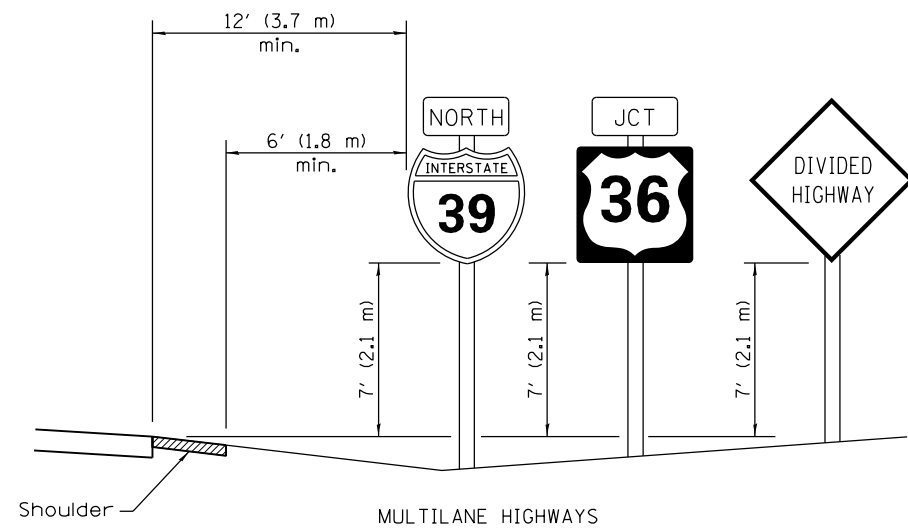 12' (3.7 m)
min.
6' (1.8 m)
min.
NORTH
INTERSTATE
39
JCT
36
DIVIDED
HIGHWAY
7' (2.1 m)
7' (2.1 m)
7' (2.1 m)
Shoulder
MULTILANE HIGHWAYS